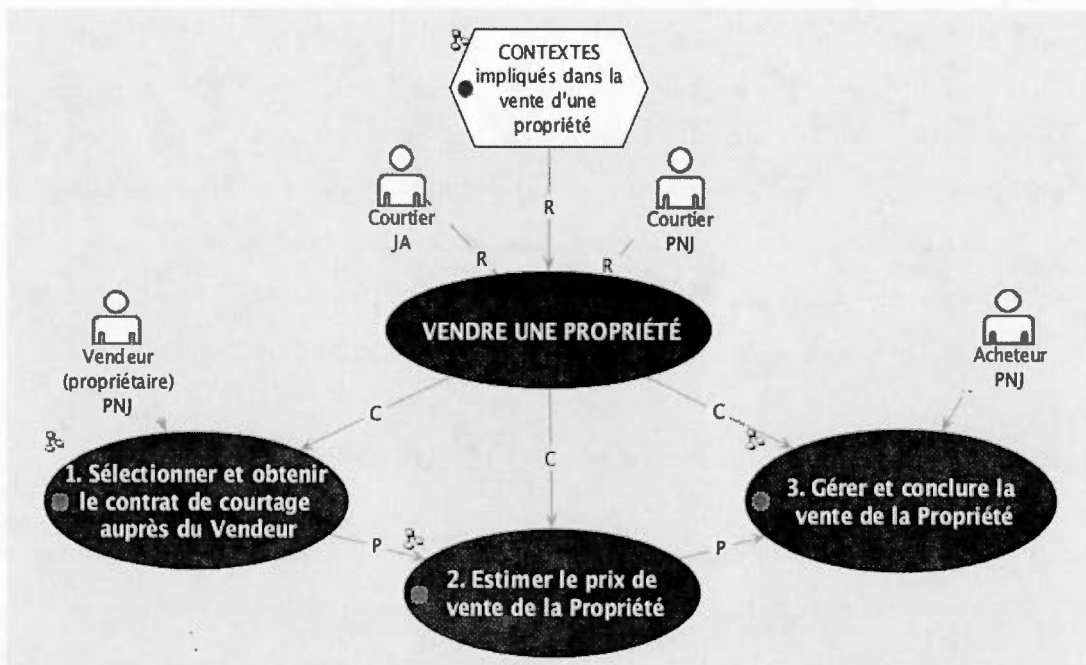 CONTEXTES
impliqués dans la
vente d'une
propriété
Courtier
JA
Courtier
PNJ
R
R
R
VENDRE UNE PROPRIÉTÉ
Vendeur
(propriétaire)
PNJ
Acheteur
PNJ
C
C
C
1. Sélectionner et obtenir
le contrat de courtage
auprès du Vendeur
3. Gérer et conclure la
vente de la Propriété
P
P
2. Estimer le prix de
vente de la Propriété